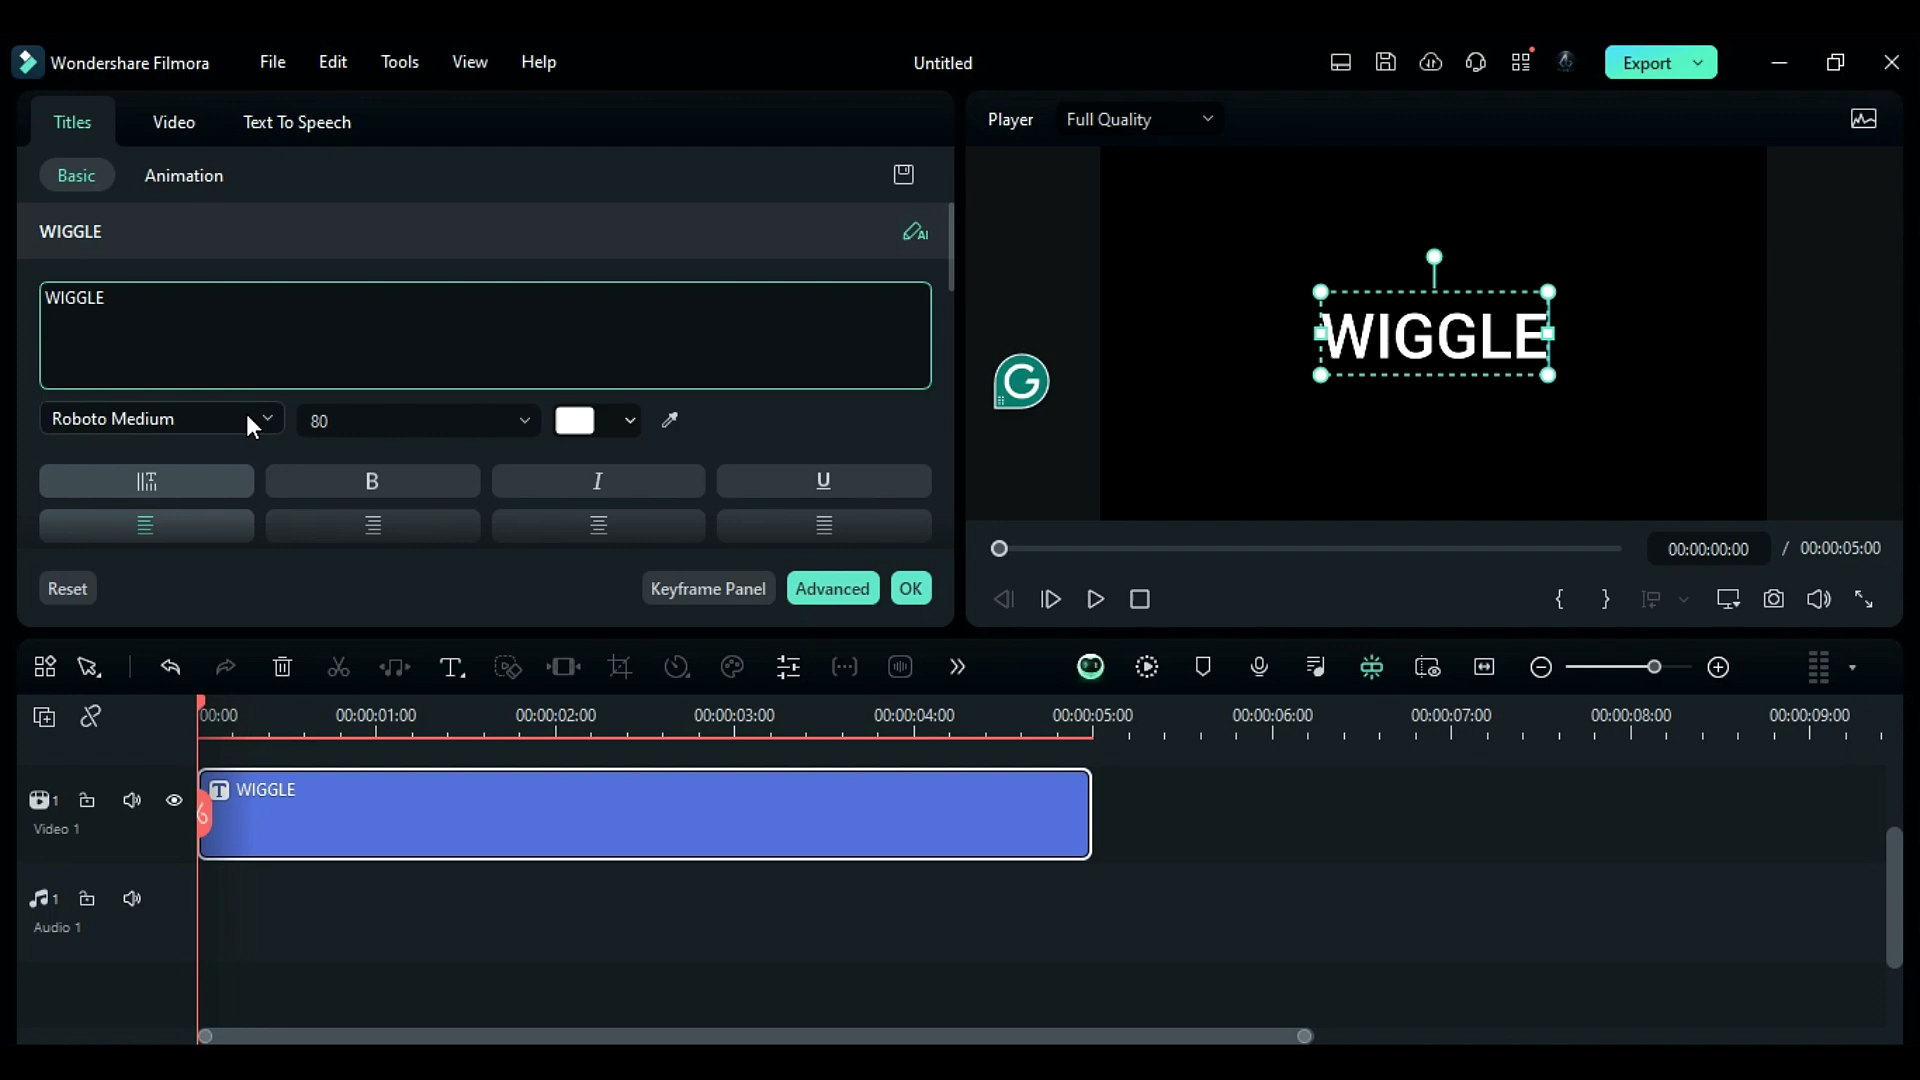 Wondershare Filmora File Edit Tools View Help Untitled Export
Titles Video Text To Speech
Basic Animation
WIGGLE
AI
WIGGLE
Roboto Medium 80
T B I U
Reset Keyframe Panel Advanced OK
Player Full Quality
WIGGLE
G
00:00:00:00 / 00:00:05:00
{ }
T
00:00 00:00:01:00 00:00:02:00 00:00:03:00 00:00:04:00 00:00:05:00 00:00:06:00 00:00:07:00 00:00:08:00 00:00:09:00
T WIGGLE
1
Video 1
1
Audio 1